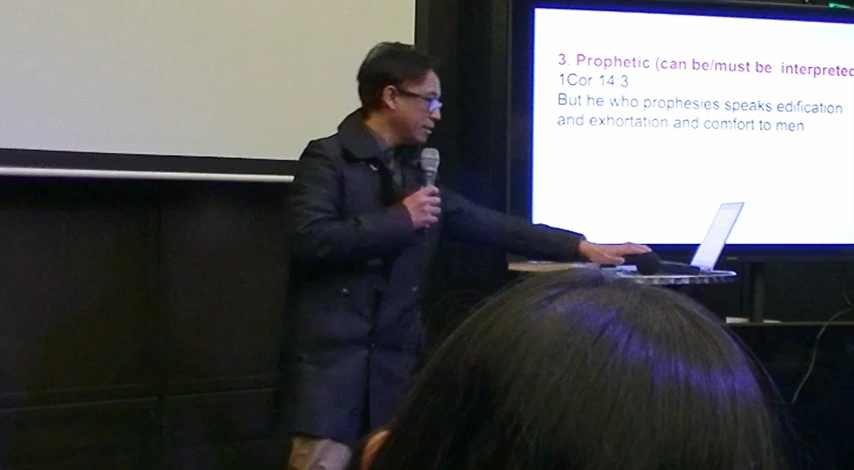 3. Prophetic (can be/must be interpreted
1Cor 14:3
But he who prophesies speaks edification
and exhortation and comfort to men